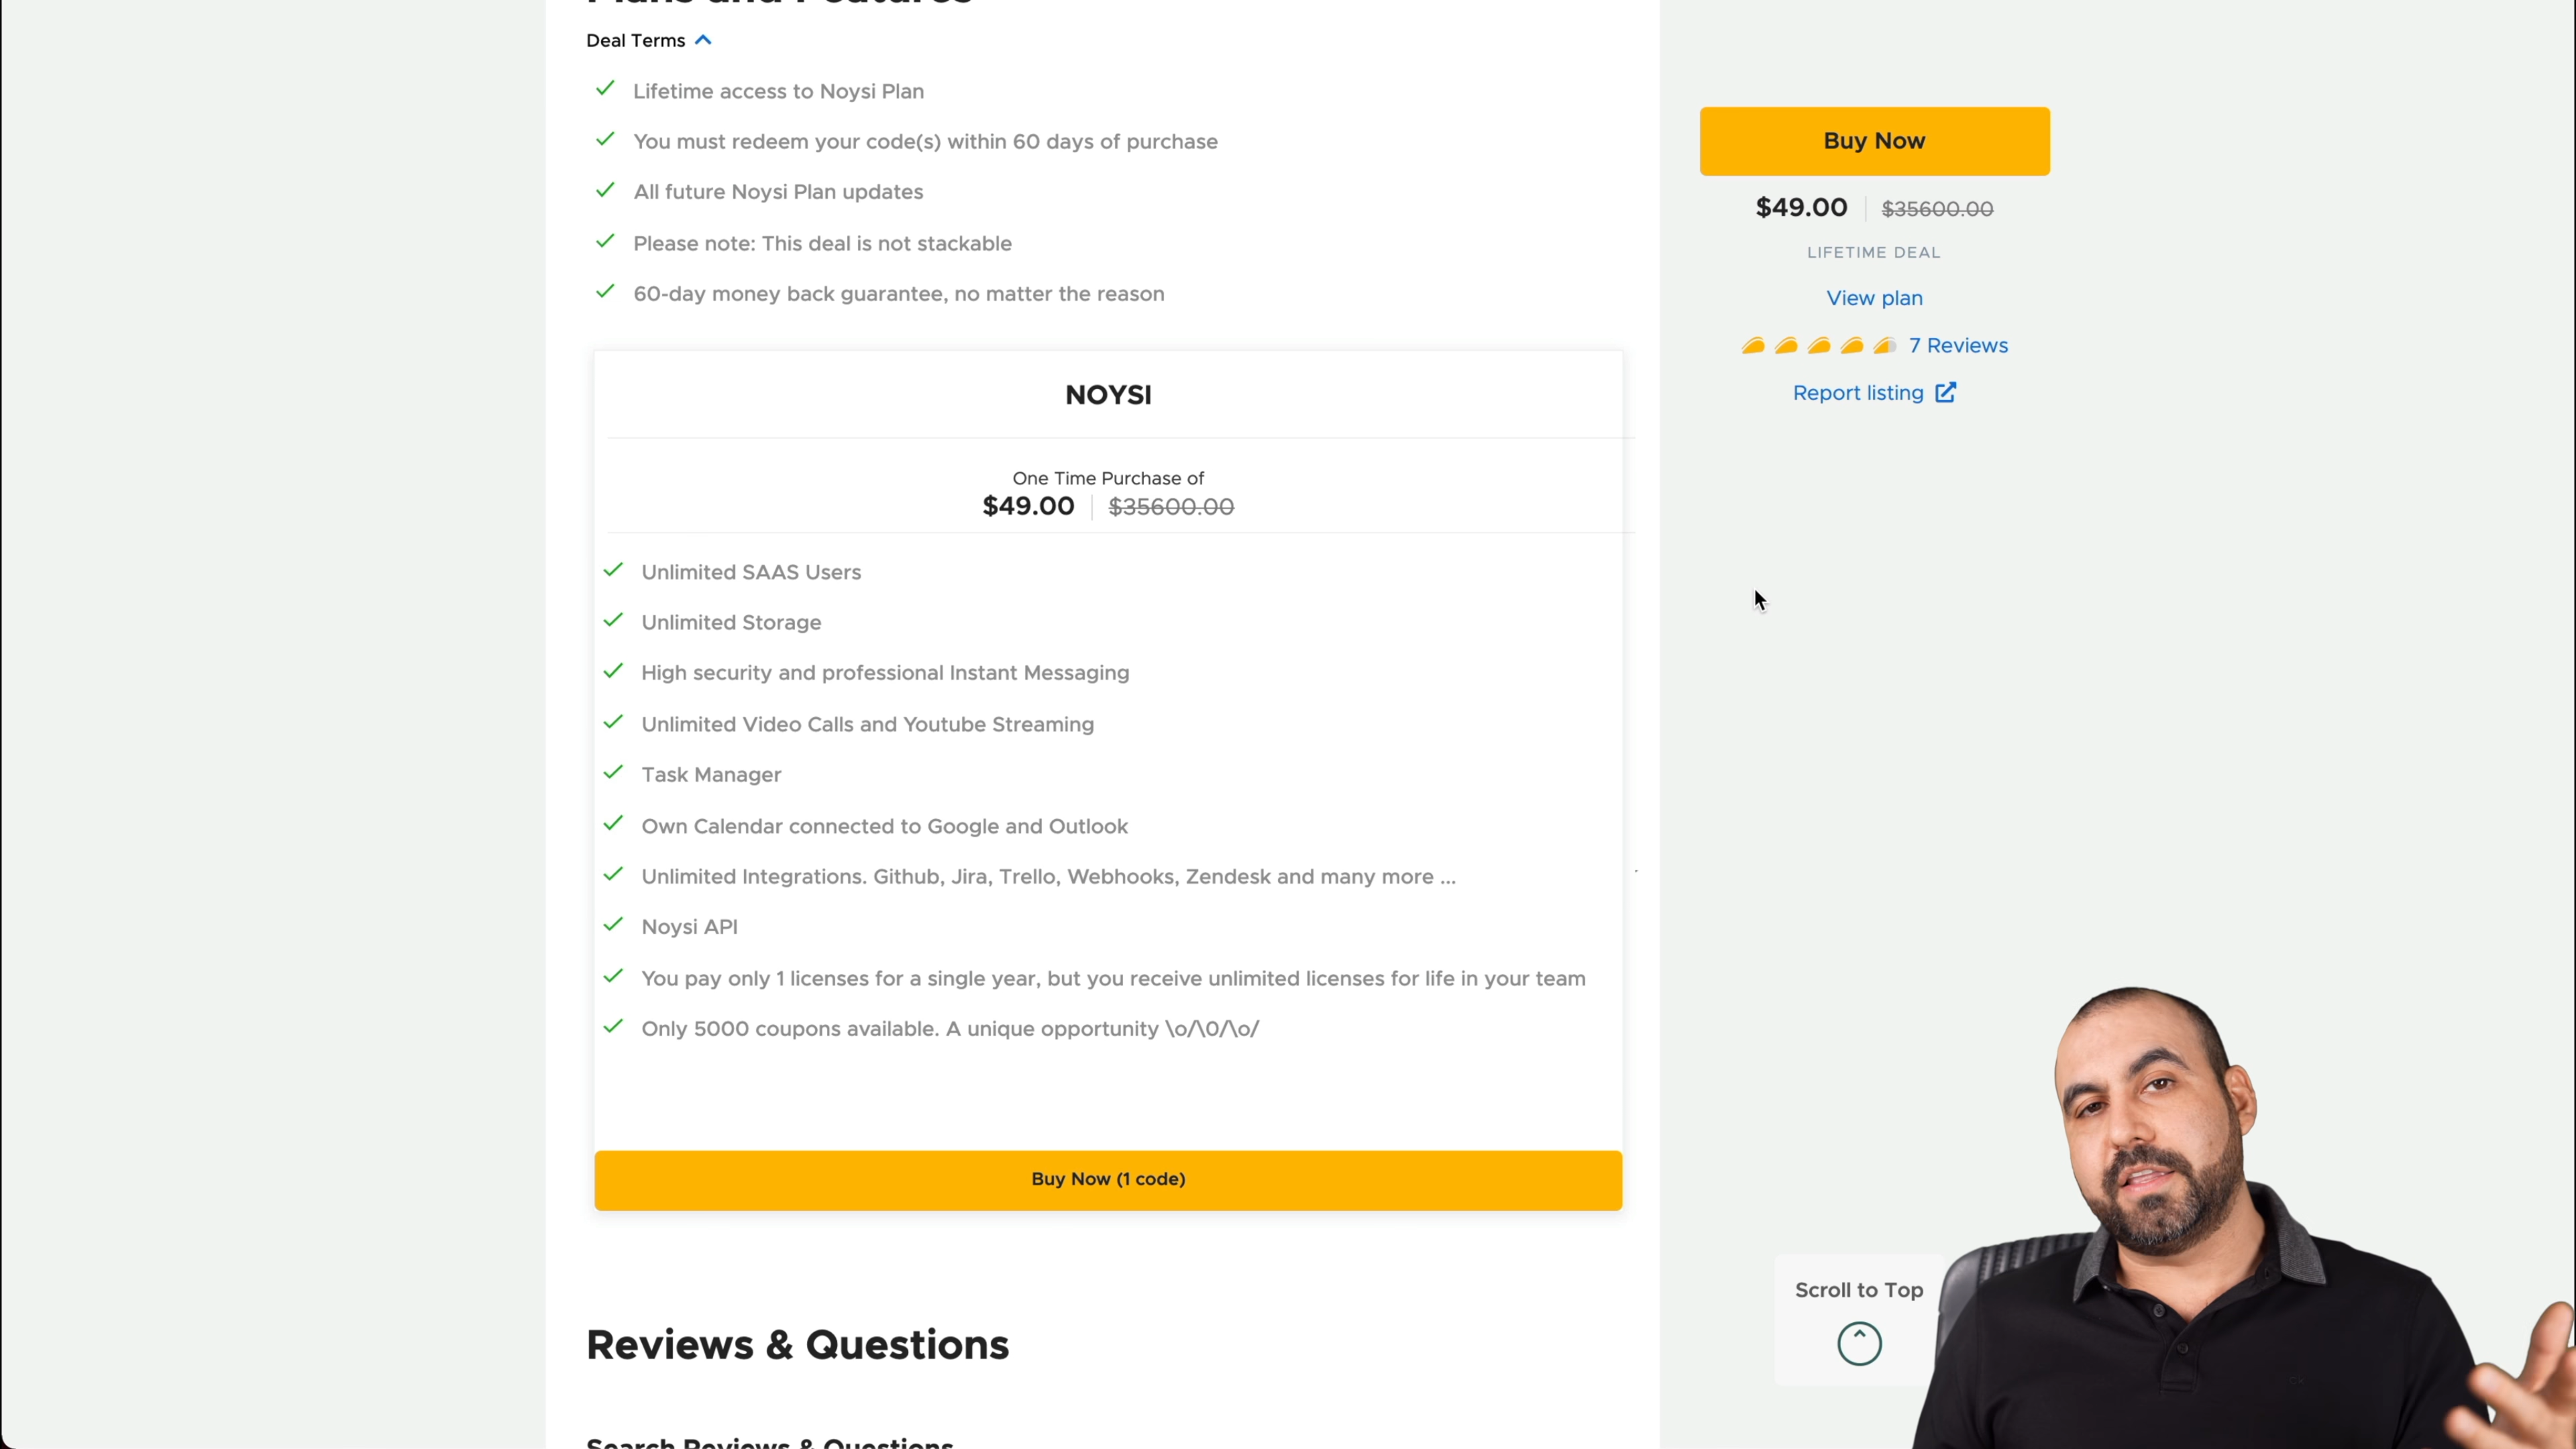 Plans and Features
Deal Terms
Lifetime access to Noysi Plan
You must redeem your code(s) within 60 days of purchase
All future Noysi Plan updates
Please note: This deal is not stackable
60-day money back guarantee, no matter the reason
NOYSI
One Time Purchase of
$49.00 $35600.00
Unlimited SAAS Users
Unlimited Storage
High security and professional Instant Messaging
Unlimited Video Calls and Youtube Streaming
Task Manager
Own Calendar connected to Google and Outlook
Unlimited Integrations. Github, Jira, Trello, Webhooks, Zendesk and many more ...
Noysi API
You pay only 1 licenses for a single year, but you receive unlimited licenses for life in your team
Only 5000 coupons available. A unique opportunity \o/\0/\o/
Buy Now (1 code)
Reviews & Questions
Search Reviews & Questions
Buy Now
$49.00 $35600.00
LIFETIME DEAL
View plan
7 Reviews
Report listing
Scroll to Top